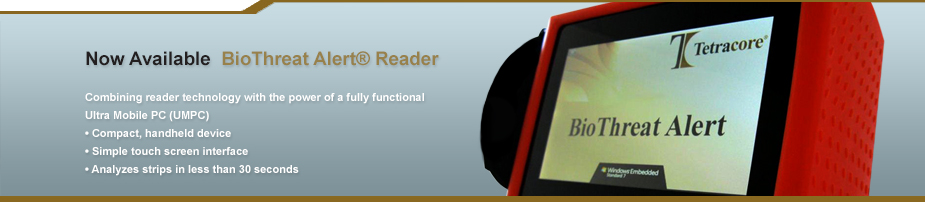 Now Available BioThreat Alert® Reader
Combining reader technology with the power of a fully functional
Ultra Mobile PC (UMPC)
• Compact, handheld device
• Simple touch screen interface
• Analyzes strips in less than 30 seconds
Tetracore®
BioThreat Alert
Windows Embedded
Standard 7